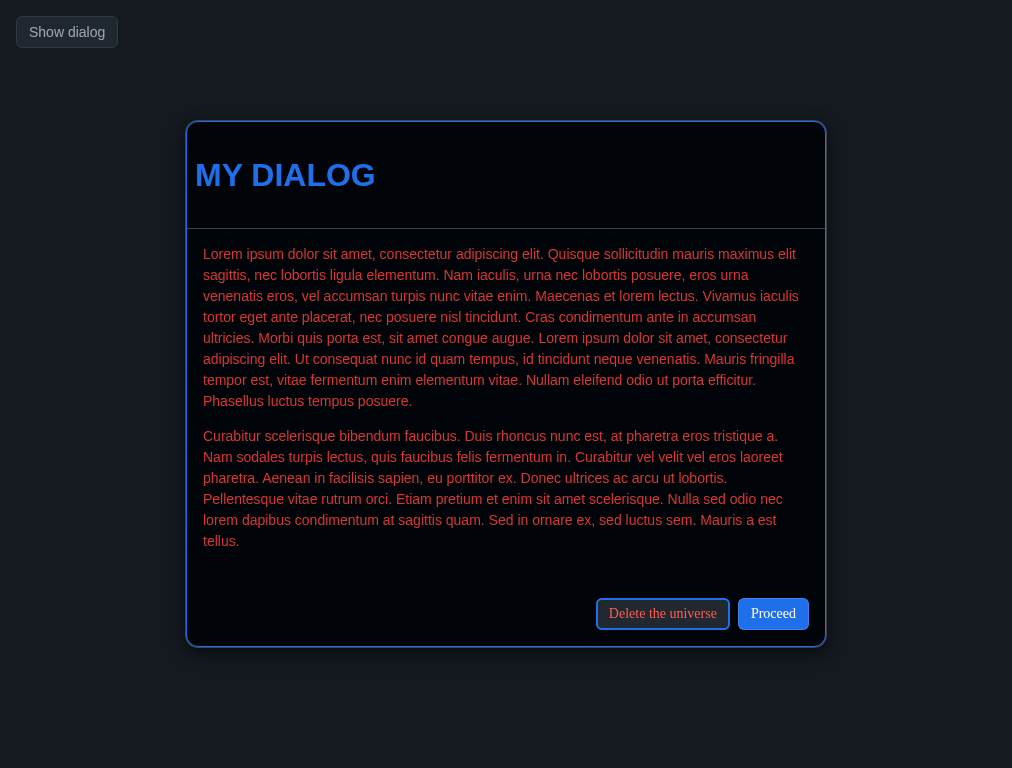 Show dialog
MY DIALOG
Lorem ipsum dolor sit amet, consectetur adipiscing elit. Quisque sollicitudin mauris maximus elit
sagittis, nec lobortis ligula elementum. Nam iaculis, urna nec lobortis posuere, eros urna
venenatis eros, vel accumsan turpis nunc vitae enim. Maecenas et lorem lectus. Vivamus iaculis
tortor eget ante placerat, nec posuere nisl tincidunt. Cras condimentum ante in accumsan
ultricies. Morbi quis porta est, sit amet congue augue. Lorem ipsum dolor sit amet, consectetur
adipiscing elit. Ut consequat nunc id quam tempus, id tincidunt neque venenatis. Mauris fringilla
tempor est, vitae fermentum enim elementum vitae. Nullam eleifend odio ut porta efficitur.
Phasellus luctus tempus posuere.
Curabitur scelerisque bibendum faucibus. Duis rhoncus nunc est, at pharetra eros tristique a.
Nam sodales turpis lectus, quis faucibus felis fermentum in. Curabitur vel velit vel eros laoreet
pharetra. Aenean in facilisis sapien, eu porttitor ex. Donec ultrices ac arcu ut lobortis.
Pellentesque vitae rutrum orci. Etiam pretium et enim sit amet scelerisque. Nulla sed odio nec
lorem dapibus condimentum at sagittis quam. Sed in ornare ex, sed luctus sem. Mauris a est
tellus.
Delete the universe
Proceed